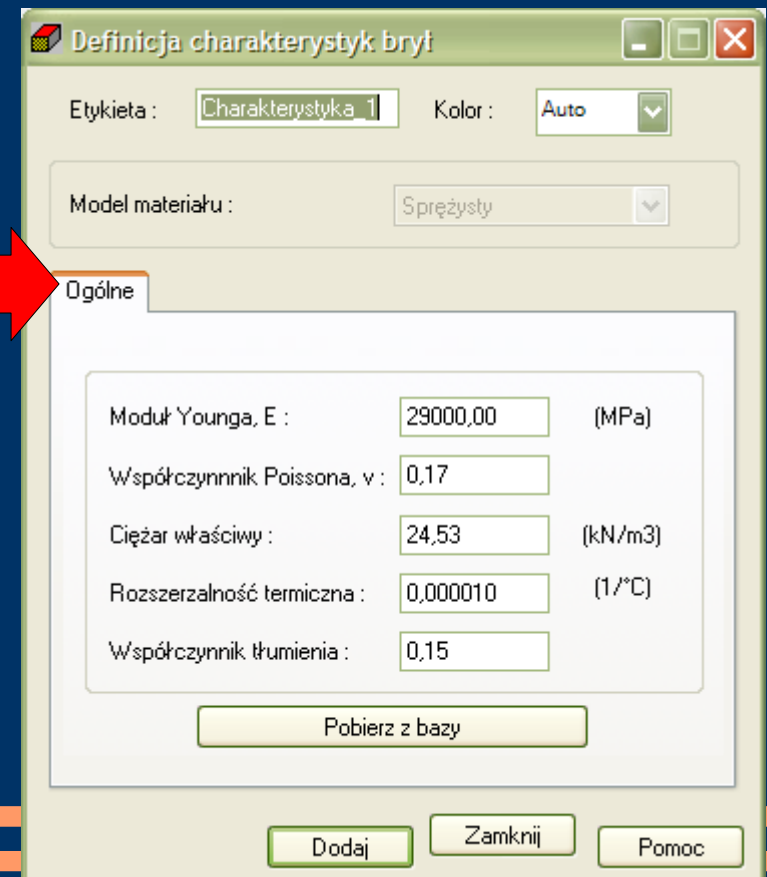 Definicja charakterystyk brył
Etykieta : Charakterystyka_1 Kolor : Auto
Model materiału : Sprężysty
Ogólne
Moduł Younga, E : 29000,00 (MPa)
Współczynnnik Poissona, v : 0,17
Ciężar właściwy : 24,53 (kN/m3)
Rozszerzalność termiczna : 0,000010 (1/°C)
Współczynnik tłumienia : 0,15
Pobierz z bazy
Dodaj Zamknij Pomoc